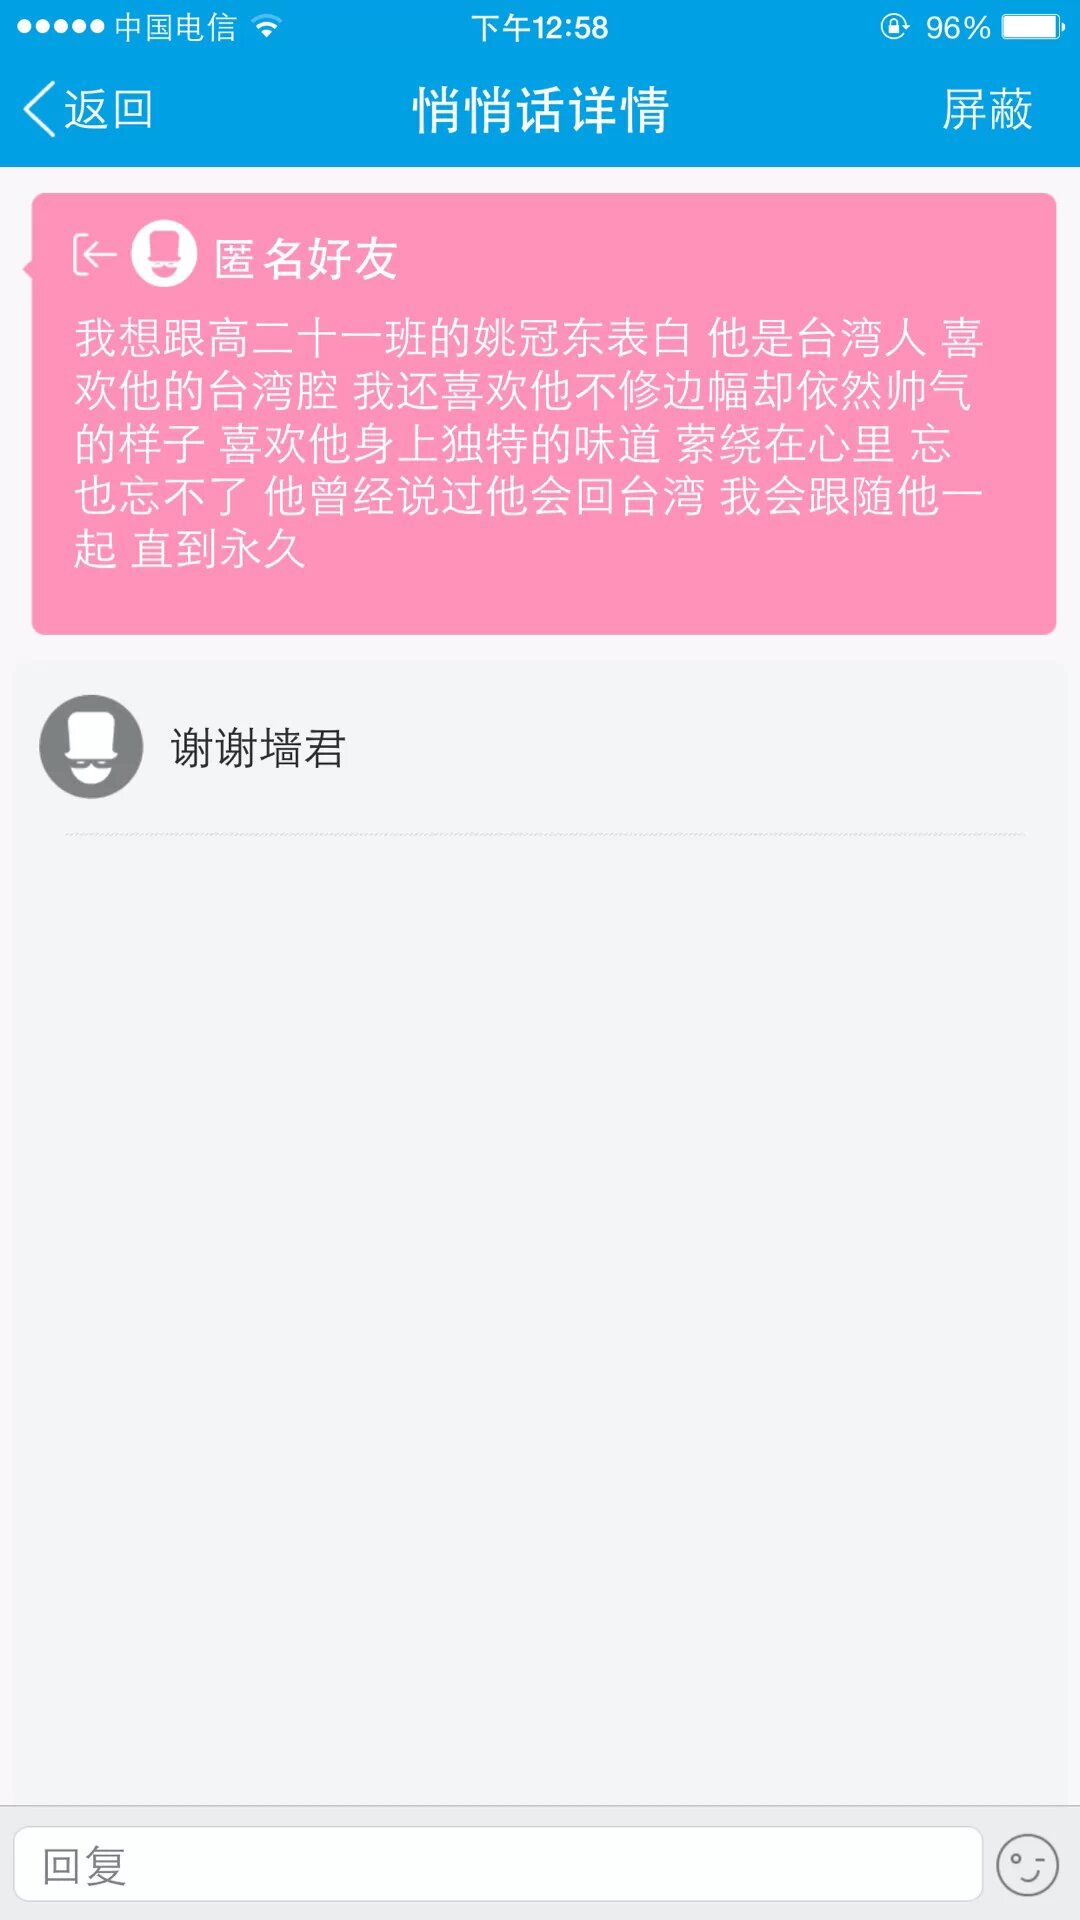 中国电信 下午12:58 96%
返回 悄悄话详情 屏蔽
匿名好友
我想跟高二十一班的姚冠东表白 他是台湾人 喜
欢他的台湾腔 我还喜欢他不修边幅却依然帅气
的样子 喜欢他身上独特的味道 萦绕在心里 忘
也忘不了 他曾经说过他会回台湾 我会跟随他一
起 直到永久
谢谢墙君
回复